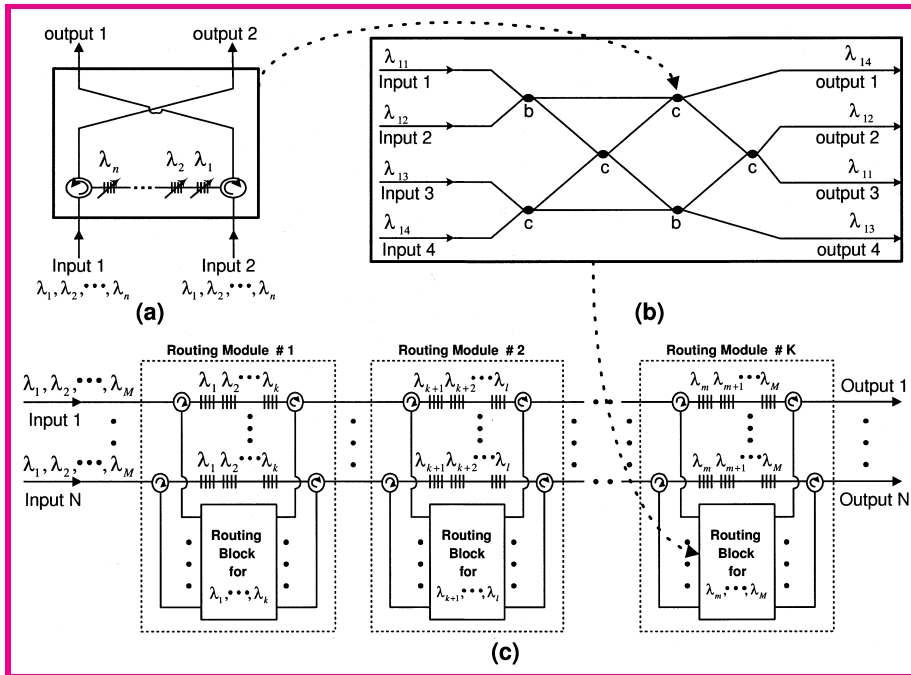 output 1
output 2
λn
λ2
λ1
Input 1
Input 2
λ1, λ2, •••, λn
λ1, λ2, •••, λn
(a)
λ11
Input 1
λ12
Input 2
λ13
Input 3
λ14
Input 4
b
c
c
c
b
c
λ14
output 1
λ12
output 2
λ11
output 3
λ13
output 4
(b)
Routing Module # 1
Routing Module # 2
Routing Module # K
λ1, λ2, •••, λM
Input 1
λ1, λ2, •••, λM
Input N
λ1 λ2 ••• λk
λ1 λ2 ••• λk
Routing
Block
for
λ1, •••, λk
λk+1 λk+2 ••• λl
λk+1 λk+2 ••• λl
Routing
Block
for
λk+1, •••, λl
λm λm+1 ••• λM
λm λm+1 ••• λM
Routing
Block
for
λm, •••, λM
Output 1
Output N
(c)